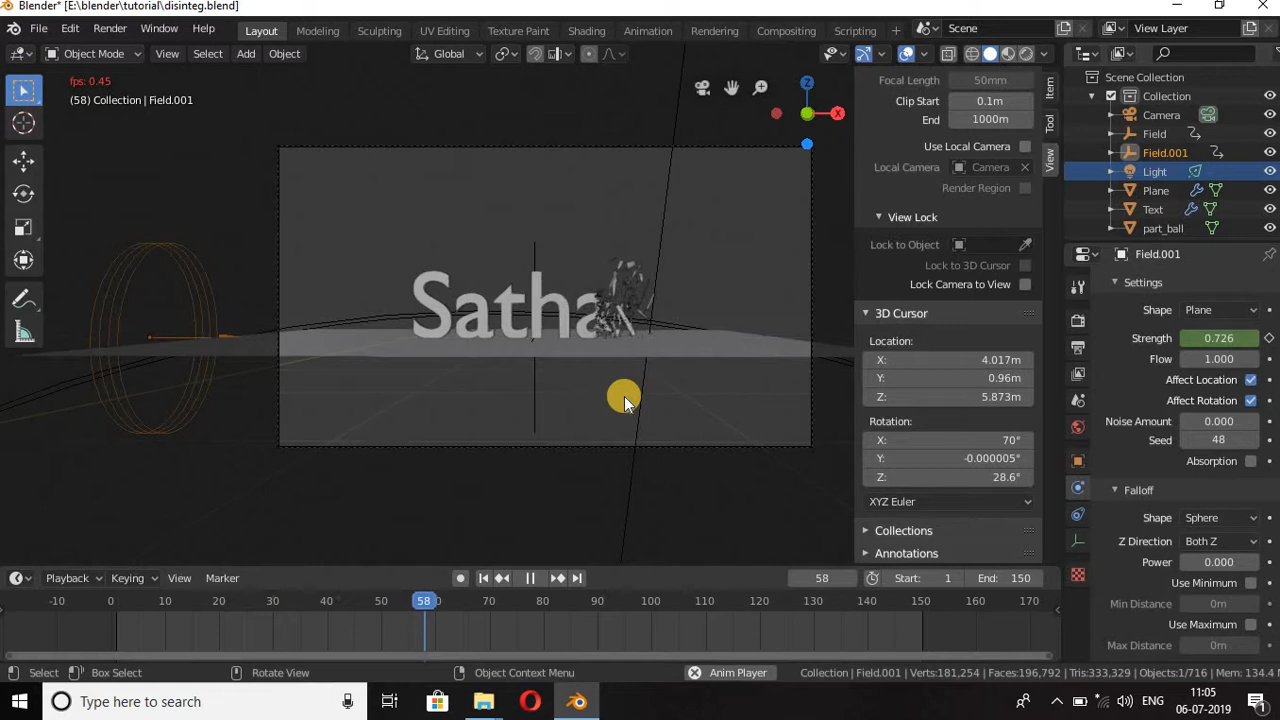 Blender* [E:\blender\tutorial\disinteg.blend]
File Edit Render Window Help Layout Modeling Sculpting UV Editing Texture Paint Shading Animation Rendering Compositing Scripting + Scene View Layer
Object Mode View Select Add Object Global
fps: 0.45
(58) Collection | Field.001
Z
X
Satha
Focal Length 50mm
Clip Start 0.1m
End 1000m
Use Local Camera
Local Camera Camera
Render Region
View Lock
Lock to Object
Lock to 3D Cursor
Lock Camera to View
3D Cursor
Location:
X: 4.017m
Y: 0.96m
Z: 5.873m
Rotation:
X: 70°
Y: -0.000005°
Z: 28.6°
XYZ Euler
Collections
Annotations
Item
Tool
View
Scene Collection
Collection
Camera
Field
Field.001
Light
Plane
Text
part_ball
Field.001
Settings
Shape Plane
Strength 0.726
Flow 1.000
Affect Location
Affect Rotation
Noise Amount 0.000
Seed 48
Absorption
Falloff
Shape Sphere
Z Direction Both Z
Power 0.000
Use Minimum
Min Distance 0m
Use Maximum
Max Distance 0m
Playback Keying View Marker 58 Start: 1 End: 150
-10 0 10 20 30 40 50 58 70 80 90 100 110 120 130 140 150 160 170
Select Box Select Rotate View Object Context Menu Anim Player Collection | Field.001 | Verts:181,254 | Faces:196,792 | Tris:333,329 | Objects:1/716 | Mem: 134.4
Type here to search ENG 11:05
06-07-2019